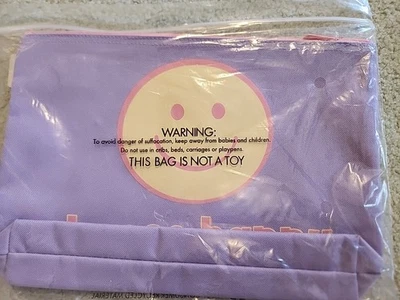 WARNING:
To avoid danger of suffocation, keep away from babies and children.
Do not use in cribs, beds, carriages or playpens.
THIS BAG IS NOT A TOY
happy